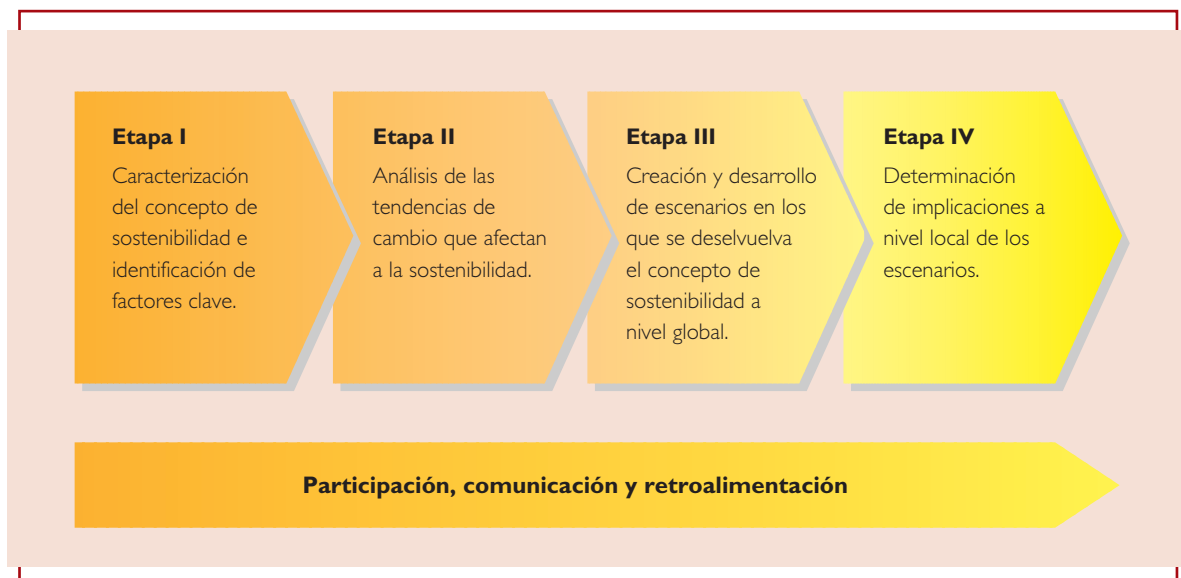 Etapa I
Caracterización
del concepto de
sostenibilidad e
identificación de
factores clave.
Etapa II
Análisis de las
tendencias de
cambio que afectan
a la sostenibilidad.
Etapa III
Creación y desarrollo
de escenarios en los
que se deselvuelva
el concepto de
sostenibilidad a
nivel global.
Etapa IV
Determinación
de implicaciones a
nivel local de los
escenarios.
Participación, comunicación y retroalimentación